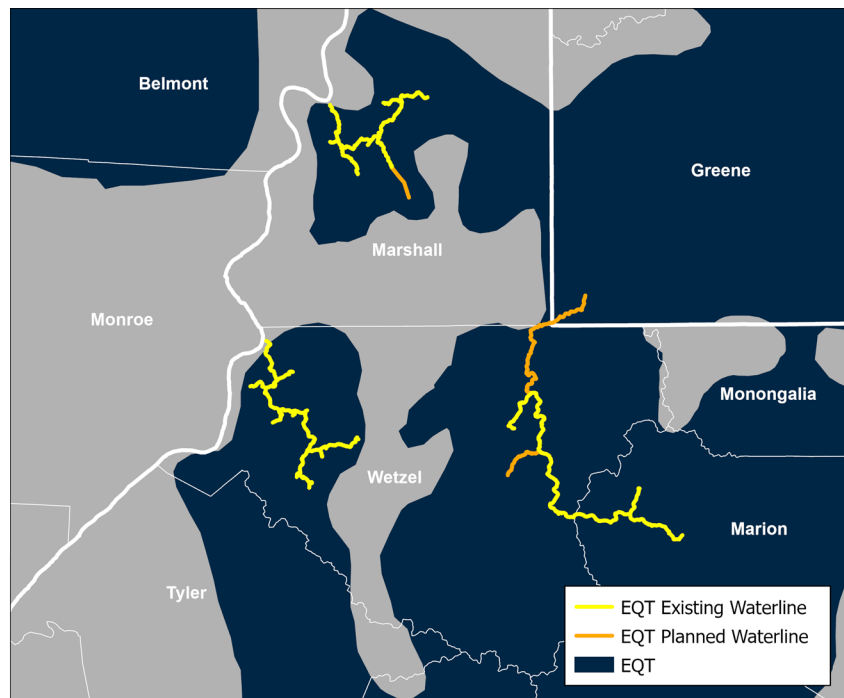 Belmont
Greene
Marshall
Monroe
Monongalia
Wetzel
Marion
Tyler
EQT Existing Waterline
EQT Planned Waterline
EQT